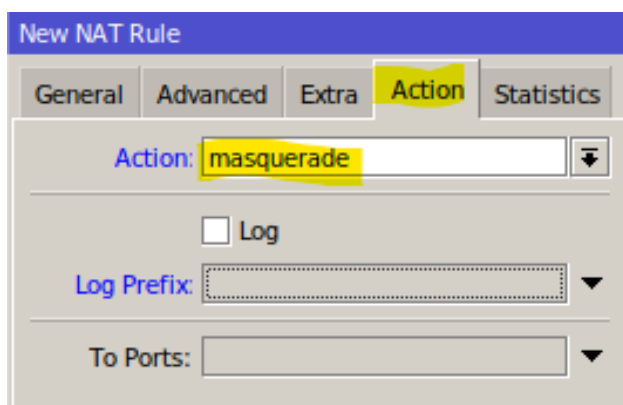 New NAT Rule
General Advanced Extra Action Statistics
Action: masquerade
Log
Log Prefix:
To Ports: